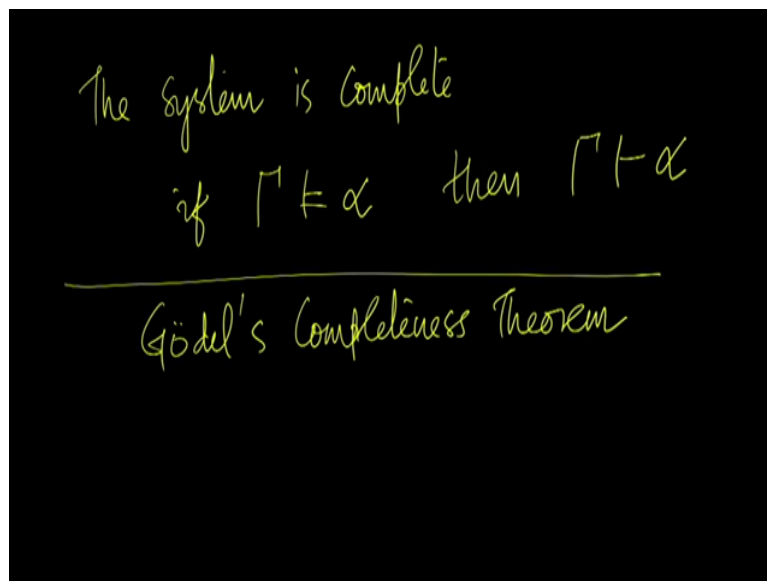 The system is complete
if Γ ⊨ α then Γ ⊢ α
Gödel's Completeness Theorem